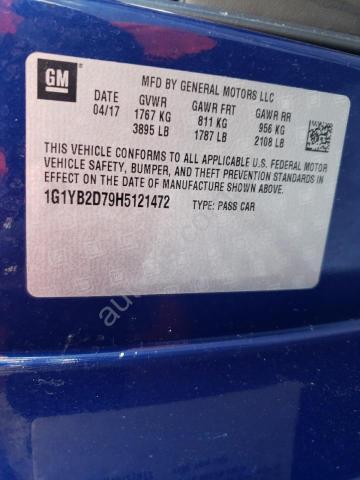 GM
MFD BY GENERAL MOTORS LLC
DATE GVWR GAWR FRT GAWR RR
04/17 1767 KG 811 KG 956 KG
3895 LB 1787 LB 2108 LB
THIS VEHICLE CONFORMS TO ALL APPLICABLE U.S. FEDERAL MOTOR
VEHICLE SAFETY, BUMPER, AND THEFT PREVENTION STANDARDS IN
EFFECT ON THE DATE OF MANUFACTURE SHOWN ABOVE.
1G1YB2D79H5121472 TYPE: PASS CAR